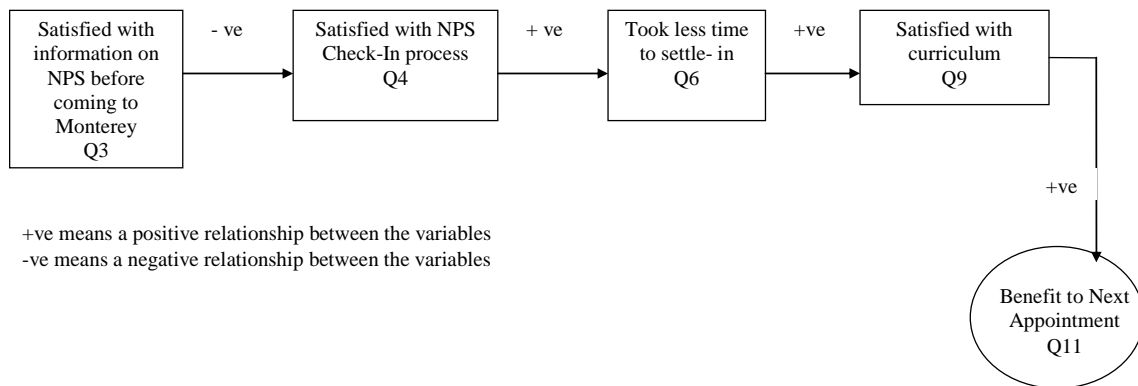 Satisfied with
information on
NPS before
coming to
Monterey
Q3
- ve
Satisfied with NPS
Check-In process
Q4
+ ve
Took less time
to settle- in
Q6
+ve
Satisfied with
curriculum
Q9
+ve
+ve means a positive relationship between the variables
-ve means a negative relationship between the variables
Benefit to Next
Appointment
Q11